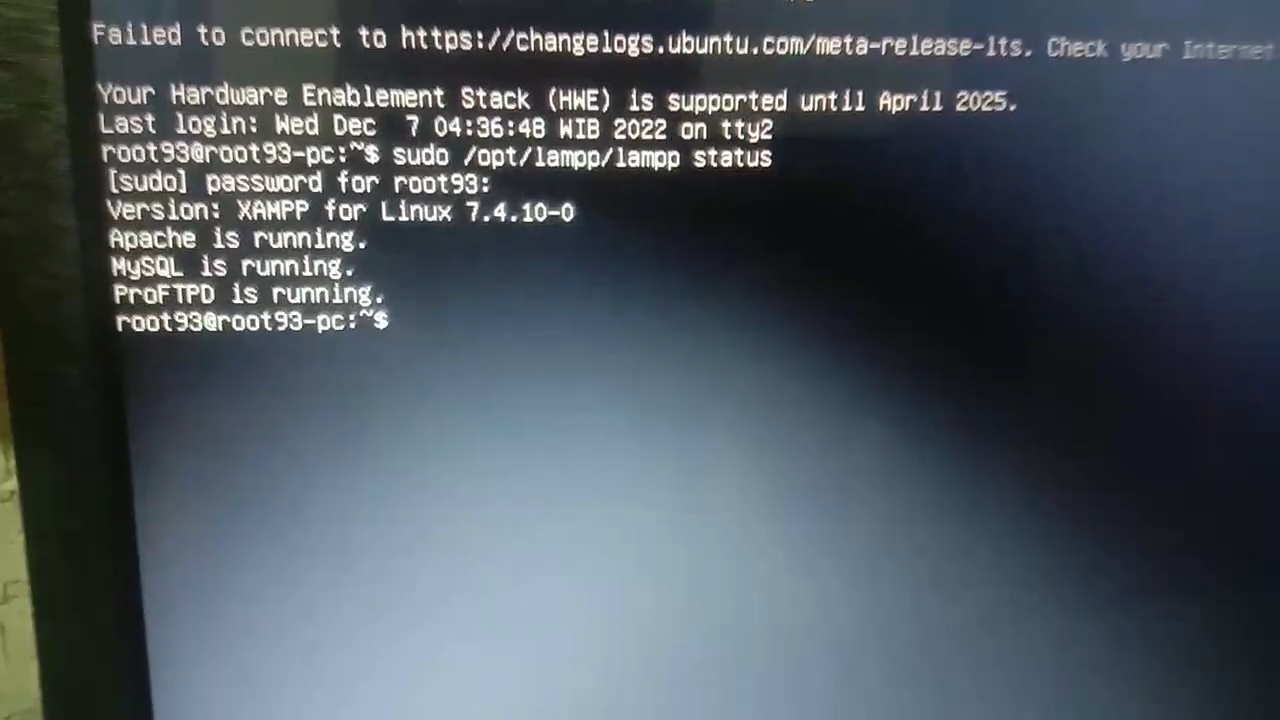 Failed to connect to https://changelogs.ubuntu.com/meta-release-lts. Check your Internet
Your Hardware Enablement Stack (HWE) is supported until April 2025.
Last login: Wed Dec  7 04:36:48 WIB 2022 on tty2
root93@root93-pc:~$ sudo /opt/lampp/lampp status
[sudo] password for root93:
Version: XAMPP for Linux 7.4.10-0
Apache is running.
MySQL is running.
ProFTPD is running.
root93@root93-pc:~$